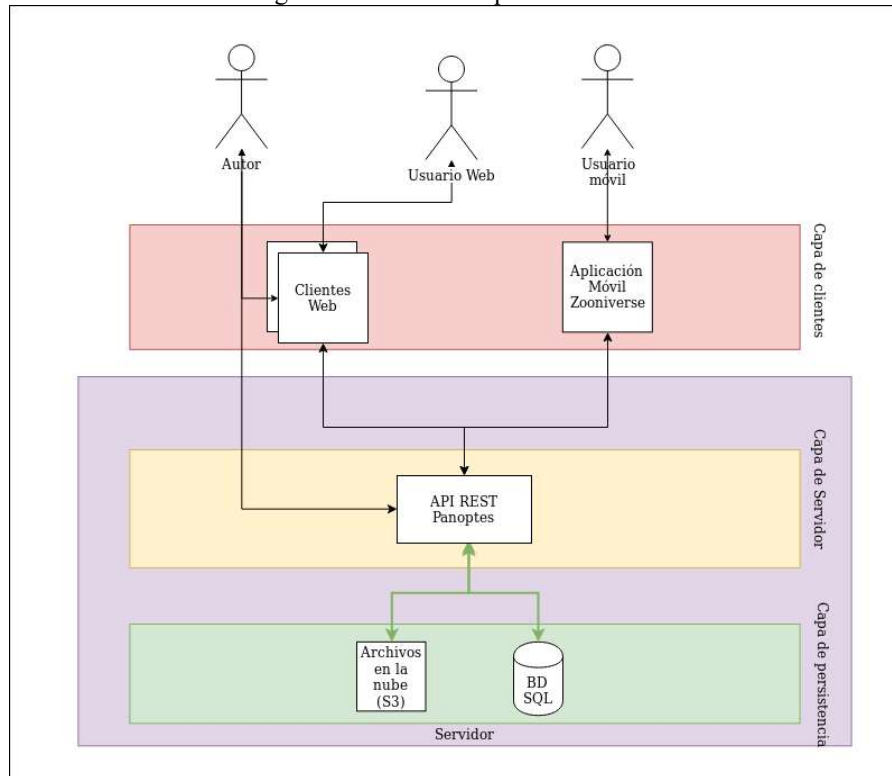 Autor
Usuario Web
Usuario
móvil
Capa de clientes
Clientes
Web
Aplicación
Móvil
Zooniverse
Capa de Servidor
API REST
Panoptes
Capa de persistencia
Archivos
en la
nube
(S3)
BD
SQL
Servidor